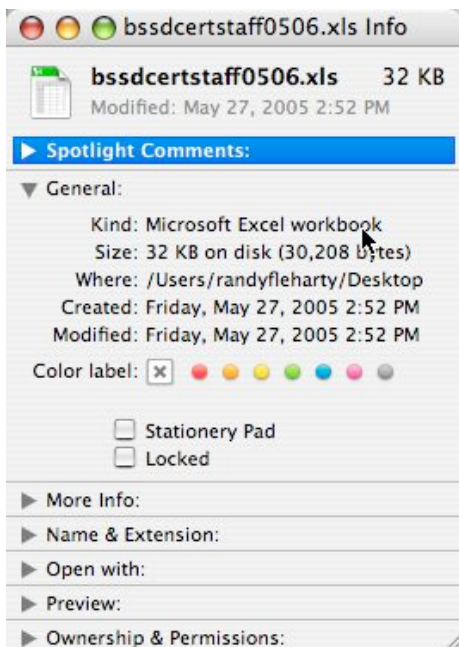 bssdcertstaff0506.xls Info
bssdcertstaff0506.xls 32 KB
Modified: May 27, 2005 2:52 PM
Spotlight Comments:
General:
Kind: Microsoft Excel workbook
Size: 32 KB on disk (30,208 bytes)
Where: /Users/randyfleharty/Desktop
Created: Friday, May 27, 2005 2:52 PM
Modified: Friday, May 27, 2005 2:52 PM
Color label:
Stationery Pad
Locked
More Info:
Name & Extension:
Open with:
Preview:
Ownership & Permissions: